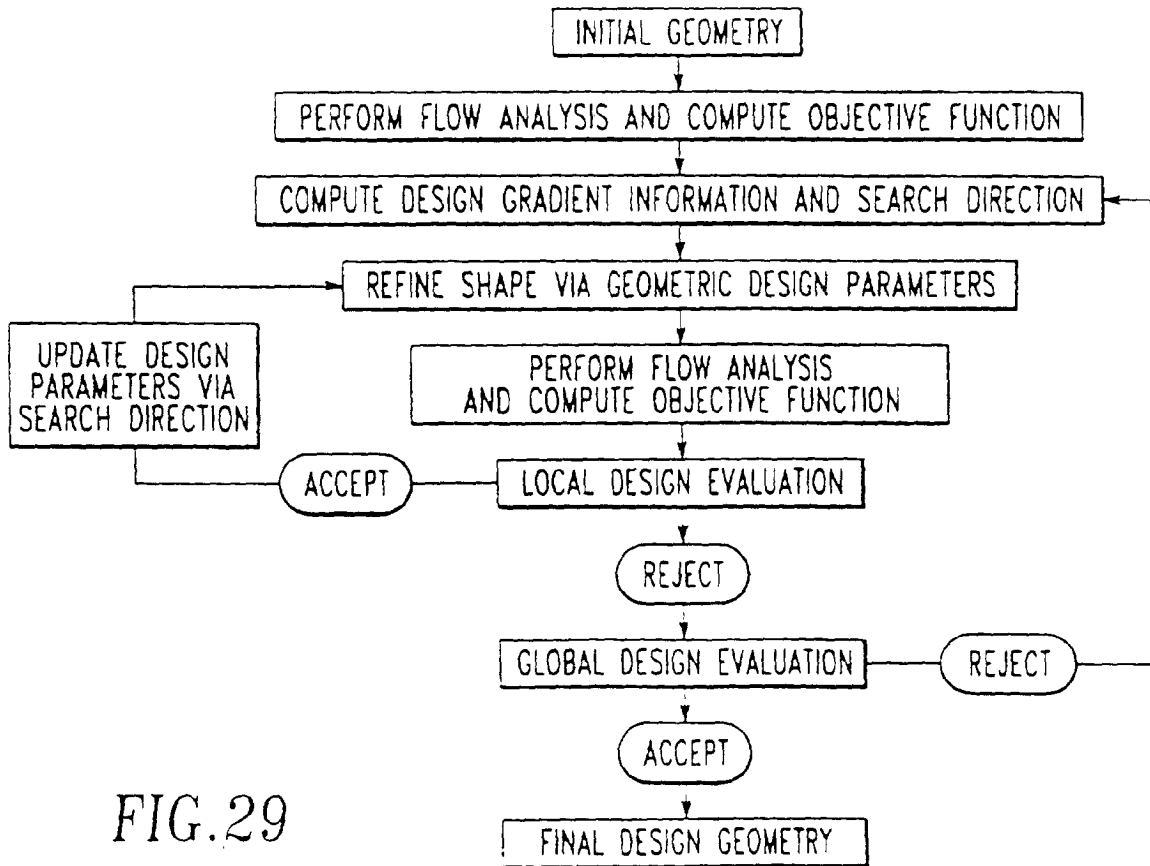 INITIAL GEOMETRY
PERFORM FLOW ANALYSIS AND COMPUTE OBJECTIVE FUNCTION
COMPUTE DESIGN GRADIENT INFORMATION AND SEARCH DIRECTION
REFINE SHAPE VIA GEOMETRIC DESIGN PARAMETERS
UPDATE DESIGN
PARAMETERS VIA
SEARCH DIRECTION
PERFORM FLOW ANALYSIS
AND COMPUTE OBJECTIVE FUNCTION
ACCEPT
LOCAL DESIGN EVALUATION
REJECT
GLOBAL DESIGN EVALUATION
REJECT
ACCEPT
FINAL DESIGN GEOMETRY
FIG.29